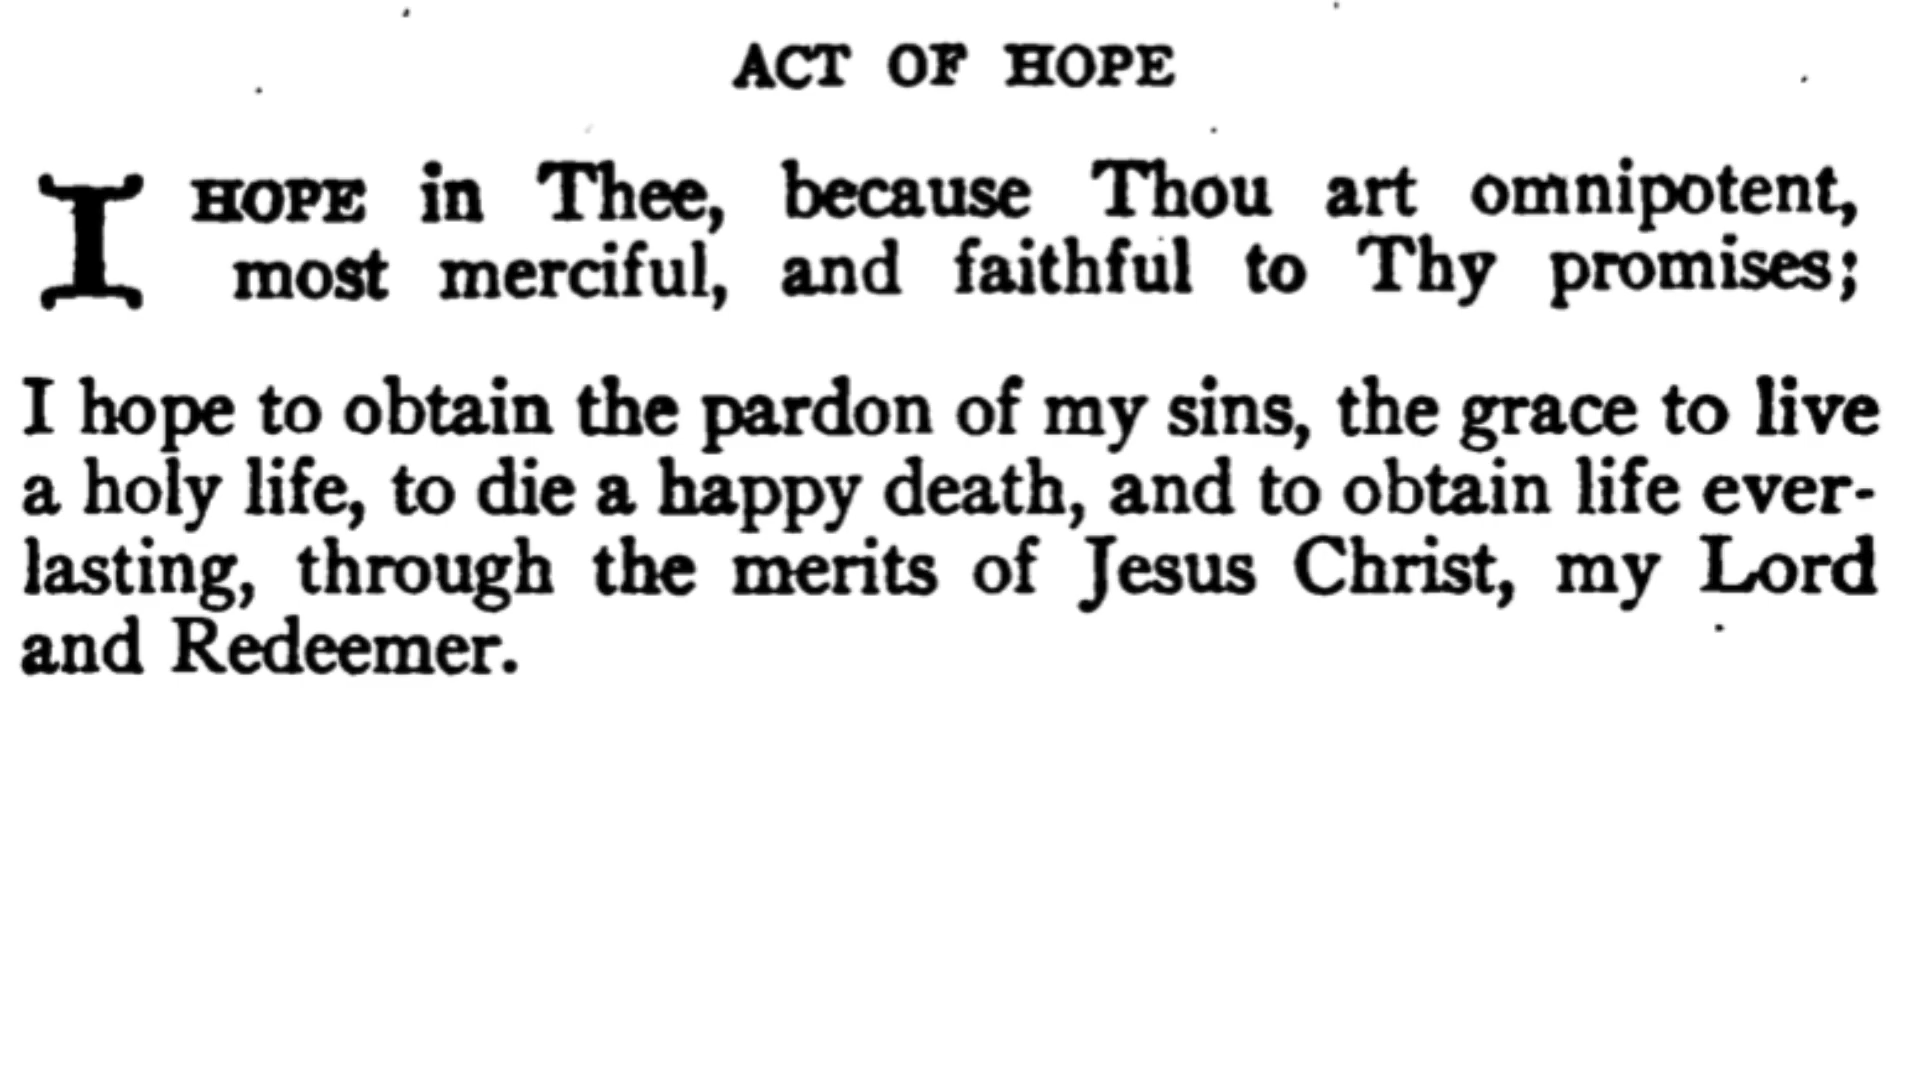 ACT OF HOPE
I HOPE in Thee, because Thou art omnipotent,
most merciful, and faithful to Thy promises;
I hope to obtain the pardon of my sins, the grace to live
a holy life, to die a happy death, and to obtain life ever-
lasting, through the merits of Jesus Christ, my Lord
and Redeemer.